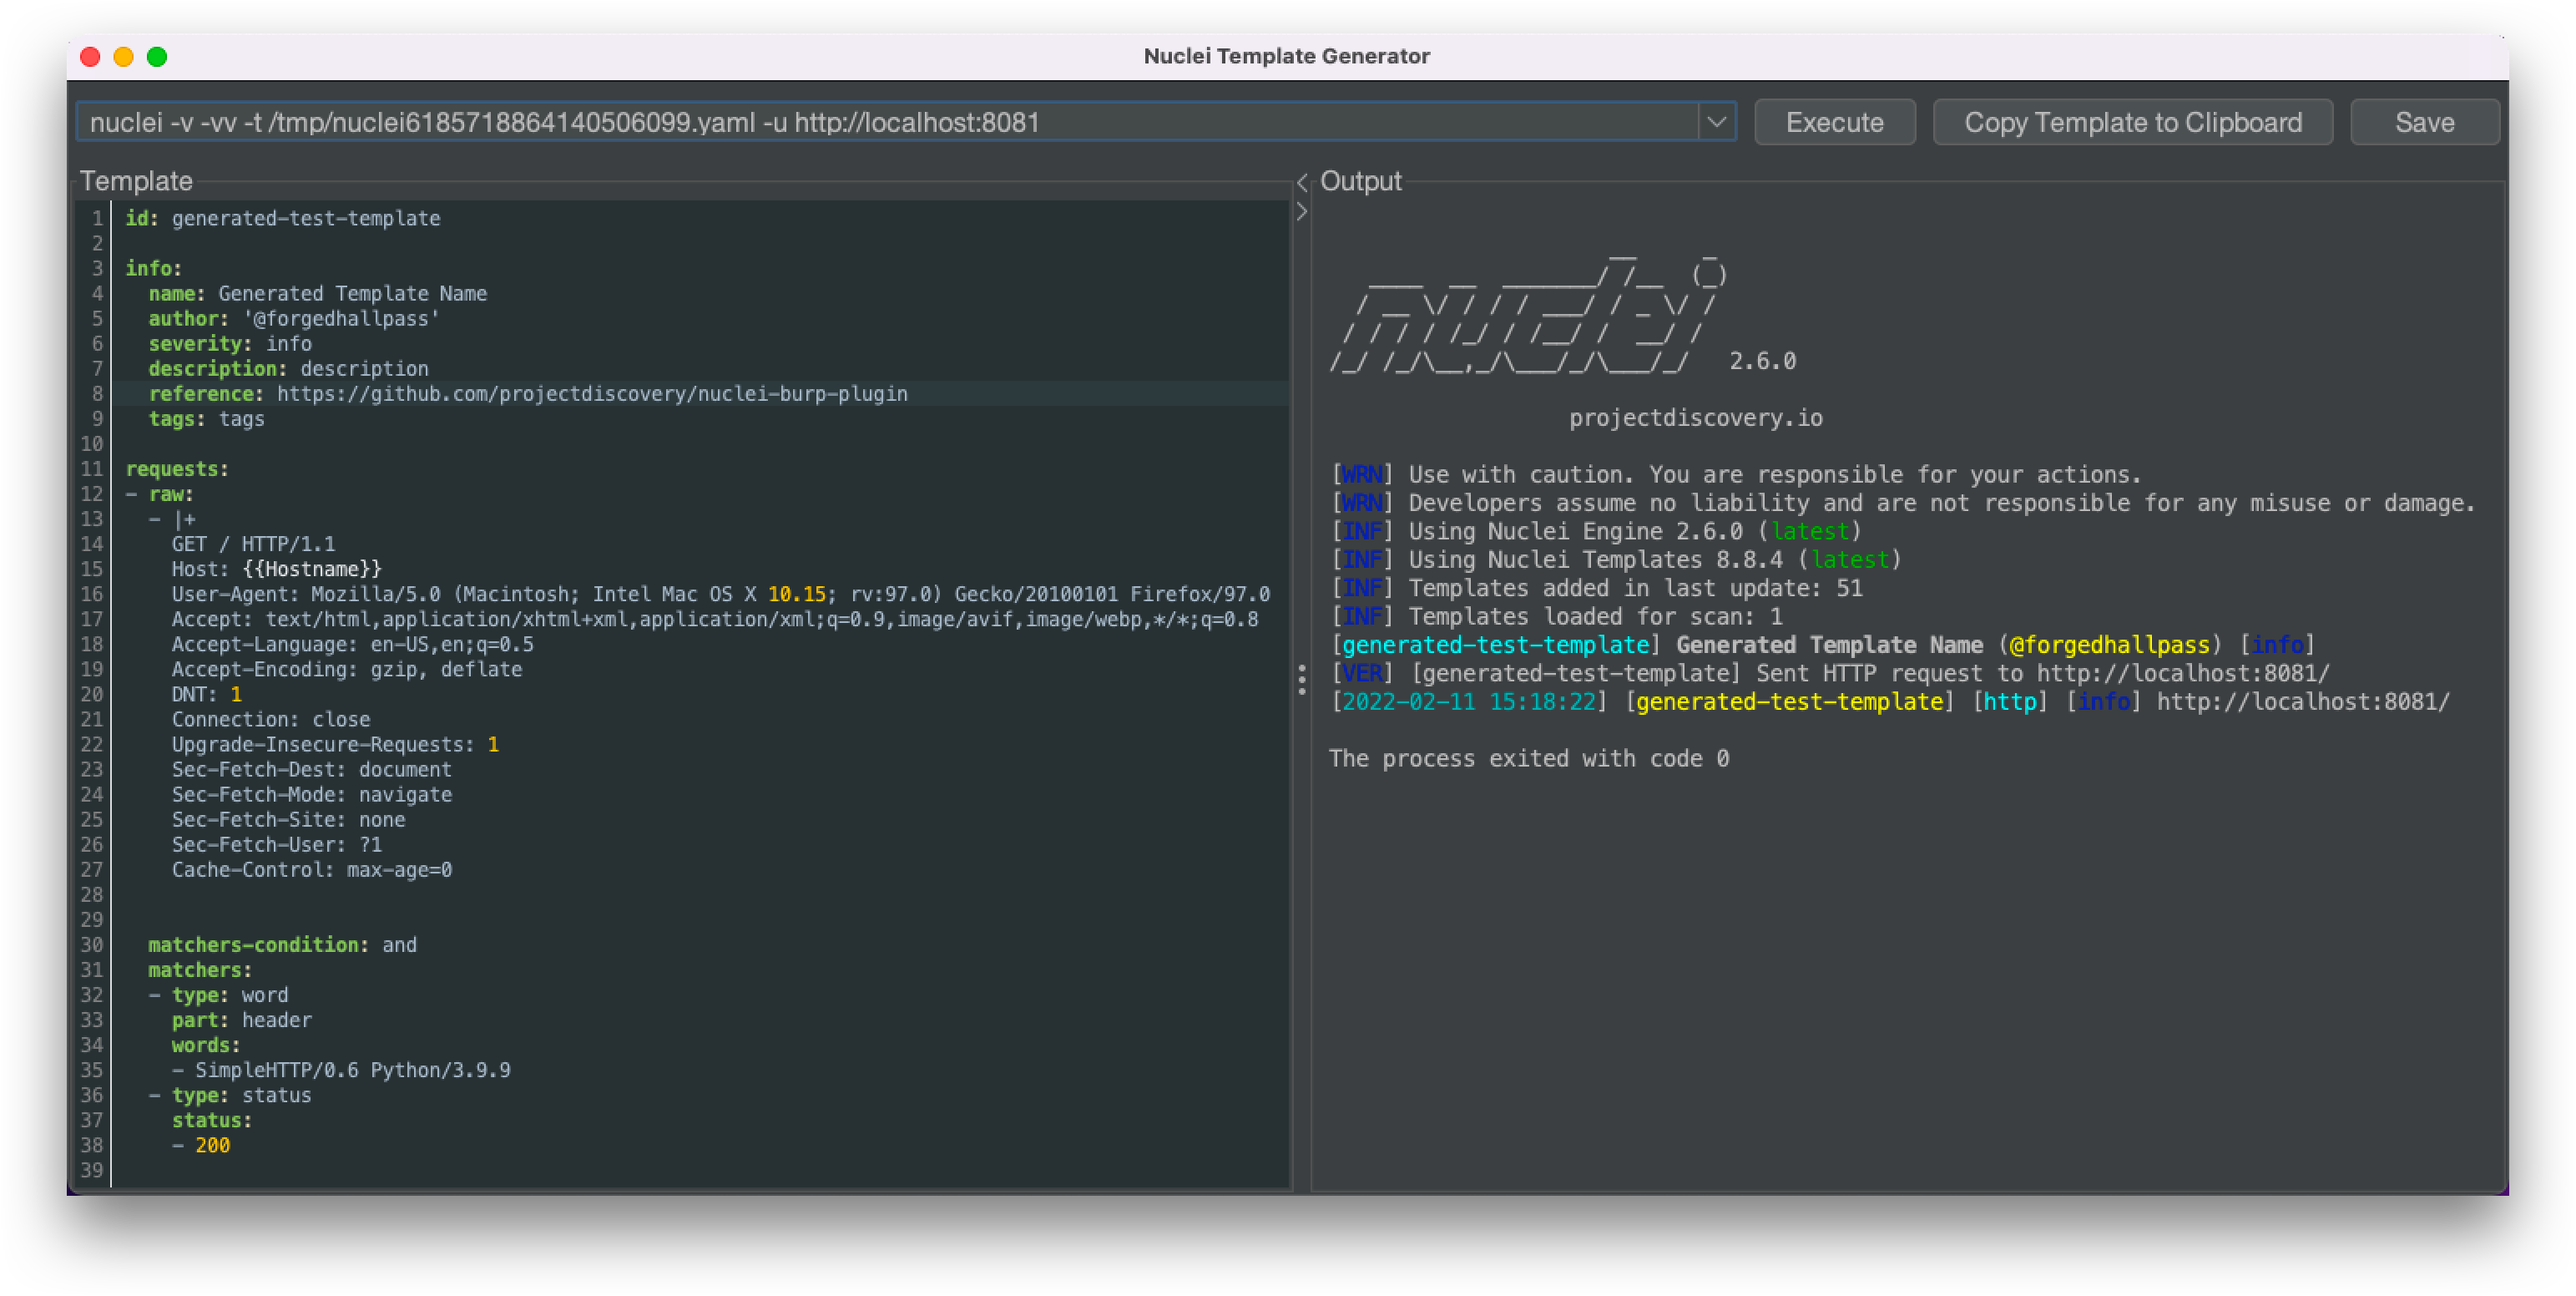 Nuclei Template Generator
nuclei -v -vv -t /tmp/nuclei6185718864140506099.yaml -u http://localhost:8081
Execute
Copy Template to Clipboard
Save
Template
1 id: generated-test-template
2
3 info:
4   name: Generated Template Name
5   author: '@forgedhallpass'
6   severity: info
7   description: description
8   reference: https://github.com/projectdiscovery/nuclei-burp-plugin
9   tags: tags
10
11 requests:
12 - raw:
13   - |+
14     GET / HTTP/1.1
15     Host: {{Hostname}}
16     User-Agent: Mozilla/5.0 (Macintosh; Intel Mac OS X 10.15; rv:97.0) Gecko/20100101 Firefox/97.0
17     Accept: text/html,application/xhtml+xml,application/xml;q=0.9,image/avif,image/webp,*/*;q=0.8
18     Accept-Language: en-US,en;q=0.5
19     Accept-Encoding: gzip, deflate
20     DNT: 1
21     Connection: close
22     Upgrade-Insecure-Requests: 1
23     Sec-Fetch-Dest: document
24     Sec-Fetch-Mode: navigate
25     Sec-Fetch-Site: none
26     Sec-Fetch-User: ?1
27     Cache-Control: max-age=0
28
29
30   matchers-condition: and
31   matchers:
32   - type: word
33     part: header
34     words:
35     - SimpleHTTP/0.6 Python/3.9.9
36   - type: status
37     status:
38     - 200
39
Output
nuclei 2.6.0
projectdiscovery.io
[WRN] Use with caution. You are responsible for your actions.
[WRN] Developers assume no liability and are not responsible for any misuse or damage.
[INF] Using Nuclei Engine 2.6.0 (latest)
[INF] Using Nuclei Templates 8.8.4 (latest)
[INF] Templates added in last update: 51
[INF] Templates loaded for scan: 1
[generated-test-template] Generated Template Name (@forgedhallpass) [info]
[VER] [generated-test-template] Sent HTTP request to http://localhost:8081/
[2022-02-11 15:18:22] [generated-test-template] [http] [info] http://localhost:8081/
The process exited with code 0